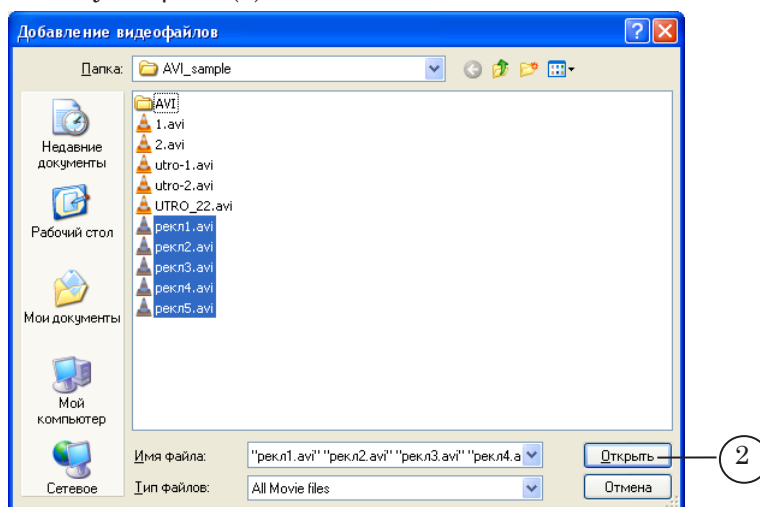 Добавление видеофайлов
Папка: AVI_sample
AVI
1.avi
2.avi
utro-1.avi
utro-2.avi
UTRO_22.avi
рекл1.avi
рекл2.avi
рекл3.avi
рекл4.avi
рекл5.avi
Недавние
документы
Рабочий стол
Мои документы
Мой
компьютер
Сетевое
Имя файла: "рекл1.avi" "рекл2.avi" "рекл3.avi" "рекл4.a Открыть 2
Тип файлов: All Movie files Отмена